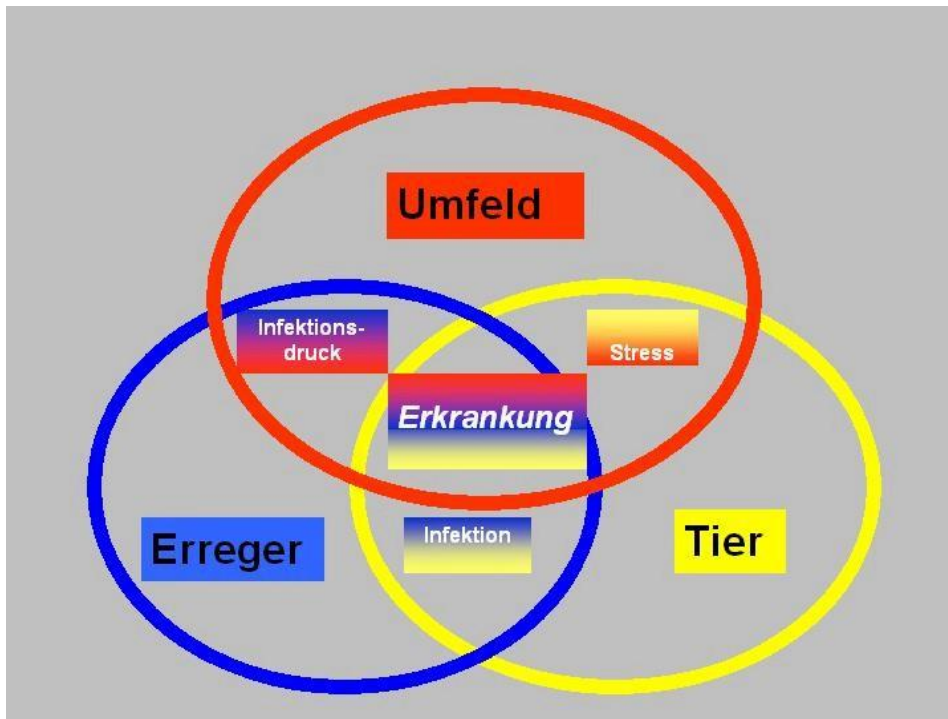 Umfeld
Infektions-
druck
Stress
Erkrankung
Infektion
Erreger
Tier